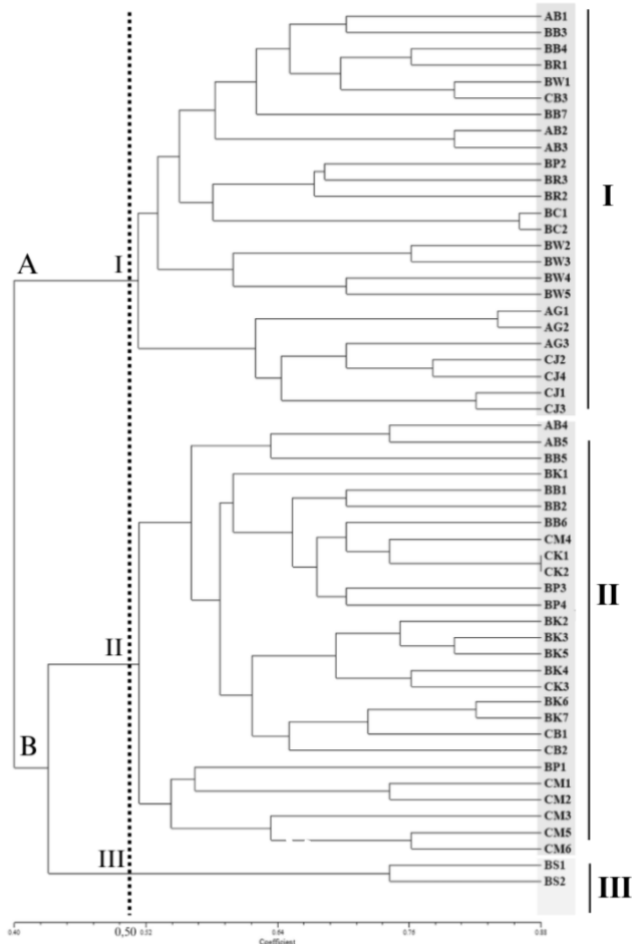 AB1
BB3
BB4
BR1
BW1
CB3
BB7
AB2
AB3
BP2
BR3
I
BR2
BC1
BC2
BW2
A
I
BW3
BW4
BW5
AG1
AG2
AG3
CJ2
CJ4
CJ1
CJ3
AB4
AB5
BB5
BK1
BB1
BB2
BB6
CM4
CK1
CK2
BP3
II
BP4
BK2
BK3
II
BK5
BK4
CK3
BK6
BK7
CB1
B
CB2
BP1
CM1
CM2
CM3
CM5
CM6
III
BS1
BS2
III
0.40 0,50 0.52 0.64 0.76 0.88
Coefficient